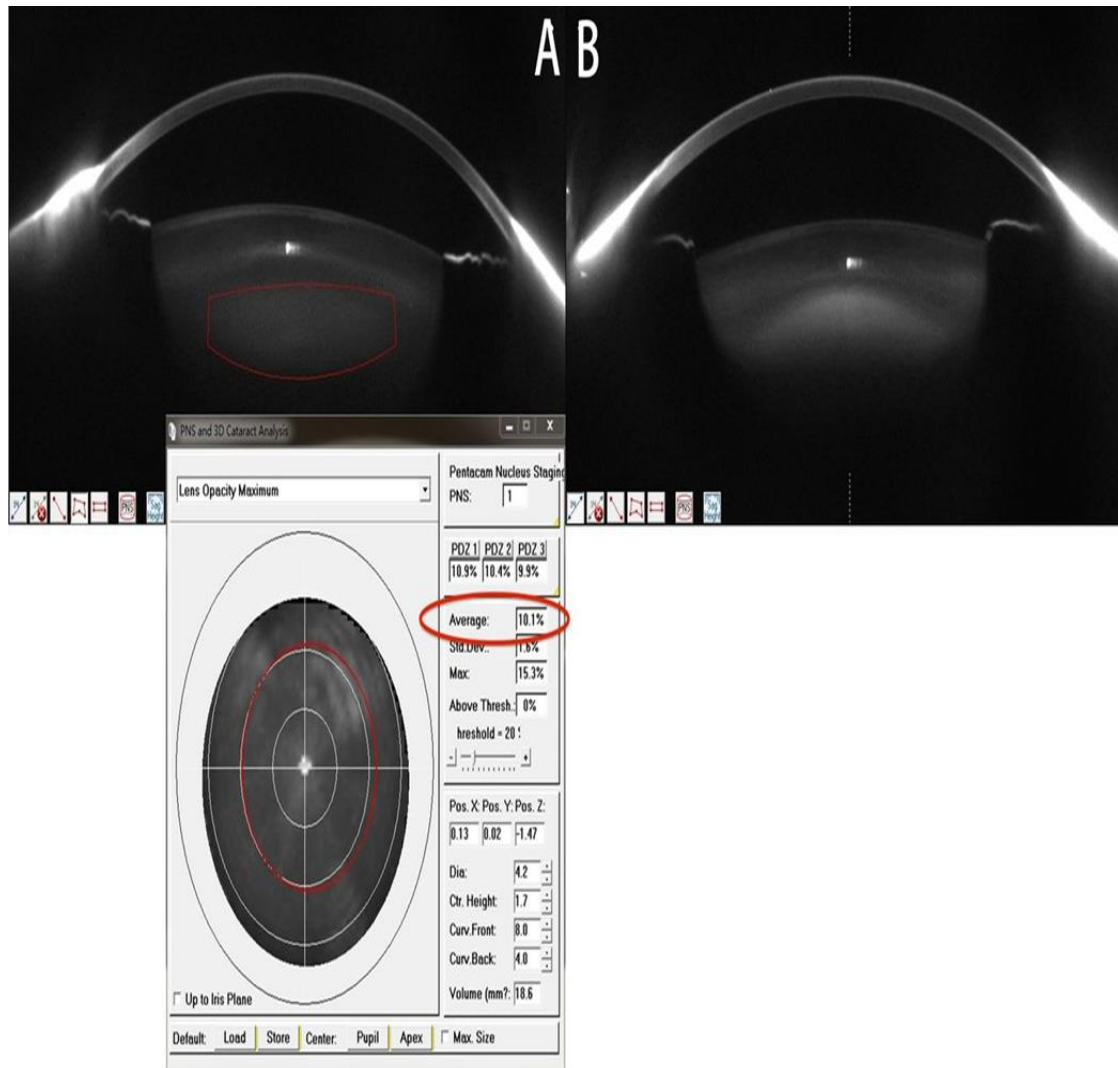 A B
PNS and 3D Cataract Analysis
Lens Opacity Maximum
Pentacam Nucleus Staging
PNS: 1
PDZ 1 PDZ 2 PDZ 3
10.9% 10.4% 9.9%
Average: 10.1%
Std.Dev.: 1.6%
Max: 15.3%
Above Thresh.: 0%
hreshold = 20
Pos. X: Pos. Y: Pos. Z:
0.13 0.02 -1.47
Dia: 4.2
Ctr. Height: 1.7
Curv.Front: 8.0
Curv.Back: 4.0
Volume (mm?: 18.6
Up to Iris Plane
Default: Load Store Center: Pupil Apex Max. Size
PNS
PNS